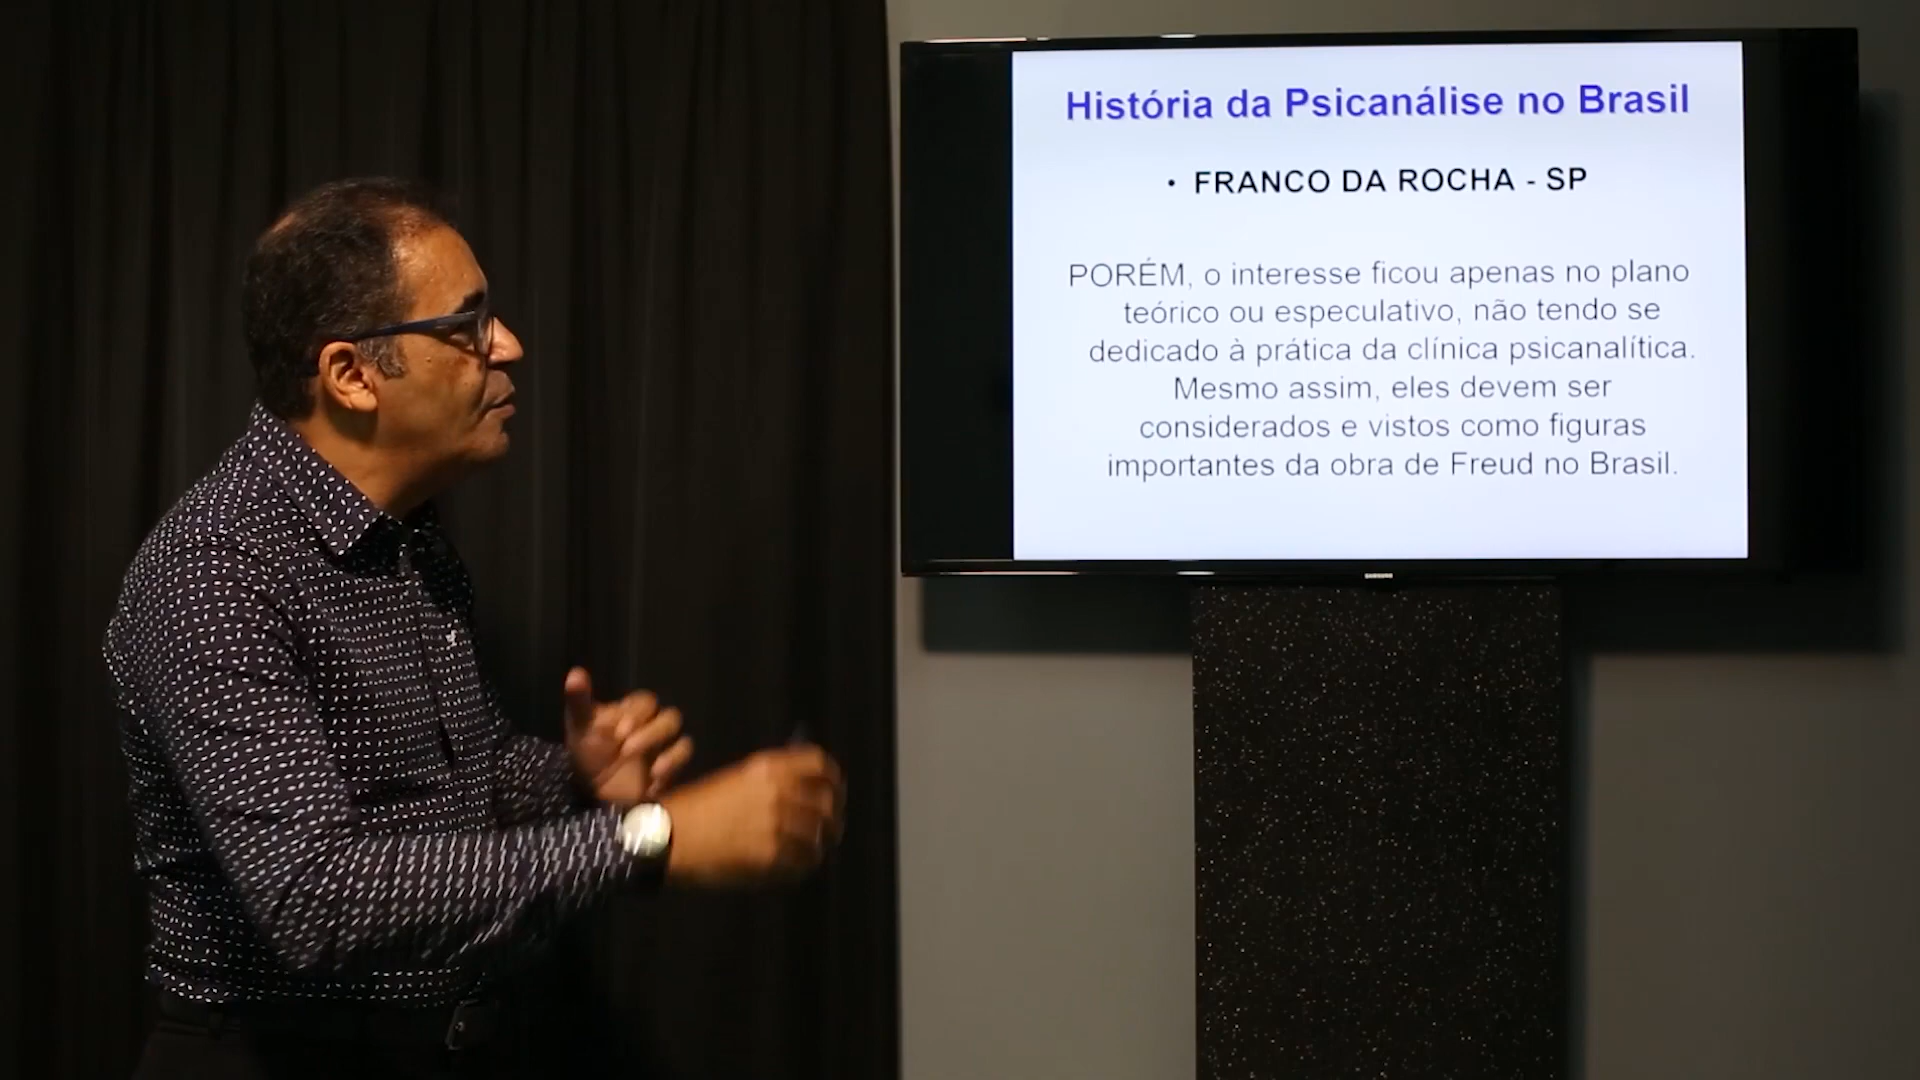 História da Psicanálise no Brasil
• FRANCO DA ROCHA - SP
PORÉM, o interesse ficou apenas no plano
teórico ou especulativo, não tendo se
dedicado à prática da clínica psicanalítica.
Mesmo assim, eles devem ser
considerados e vistos como figuras
importantes da obra de Freud no Brasil.
SAMSUNG